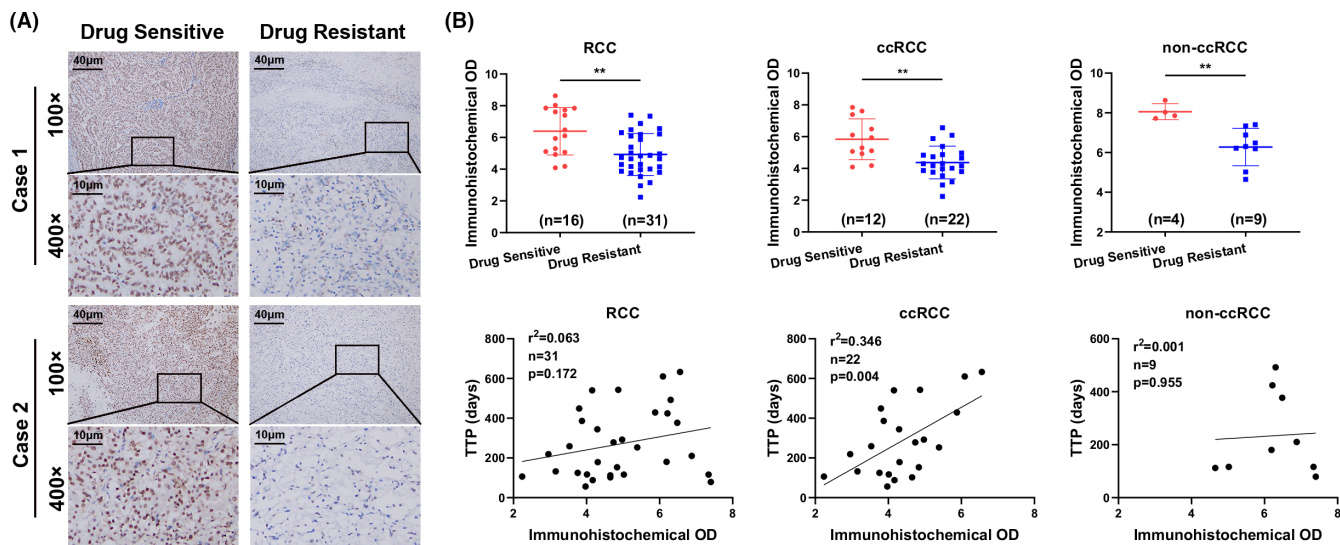 (A)
Drug Sensitive
Drug Resistant
Case 1
100×
40μm
40μm
400×
10μm
10μm
Case 2
100×
40μm
40μm
400×
10μm
10μm
(B)
RCC
Immunohistochemical OD
10
8
6
4
2
0
**
(n=16)
(n=31)
Drug Sensitive
Drug Resistant
ccRCC
Immunohistochemical OD
10
8
6
4
2
0
**
(n=12)
(n=22)
Drug Sensitive
Drug Resistant
non-ccRCC
Immunohistochemical OD
10
8
6
4
2
**
(n=4)
(n=9)
Drug Sensitive
Drug Resistant
RCC
r²=0.063
n=31
p=0.172
TTP (days)
800
600
400
200
0
2 4 6 8
Immunohistochemical OD
ccRCC
r²=0.346
n=22
p=0.004
TTP (days)
800
600
400
200
0
2 4 6 8
Immunohistochemical OD
non-ccRCC
r²=0.001
n=9
p=0.955
TTP (days)
600
400
200
0
2 4 6 8
Immunohistochemical OD